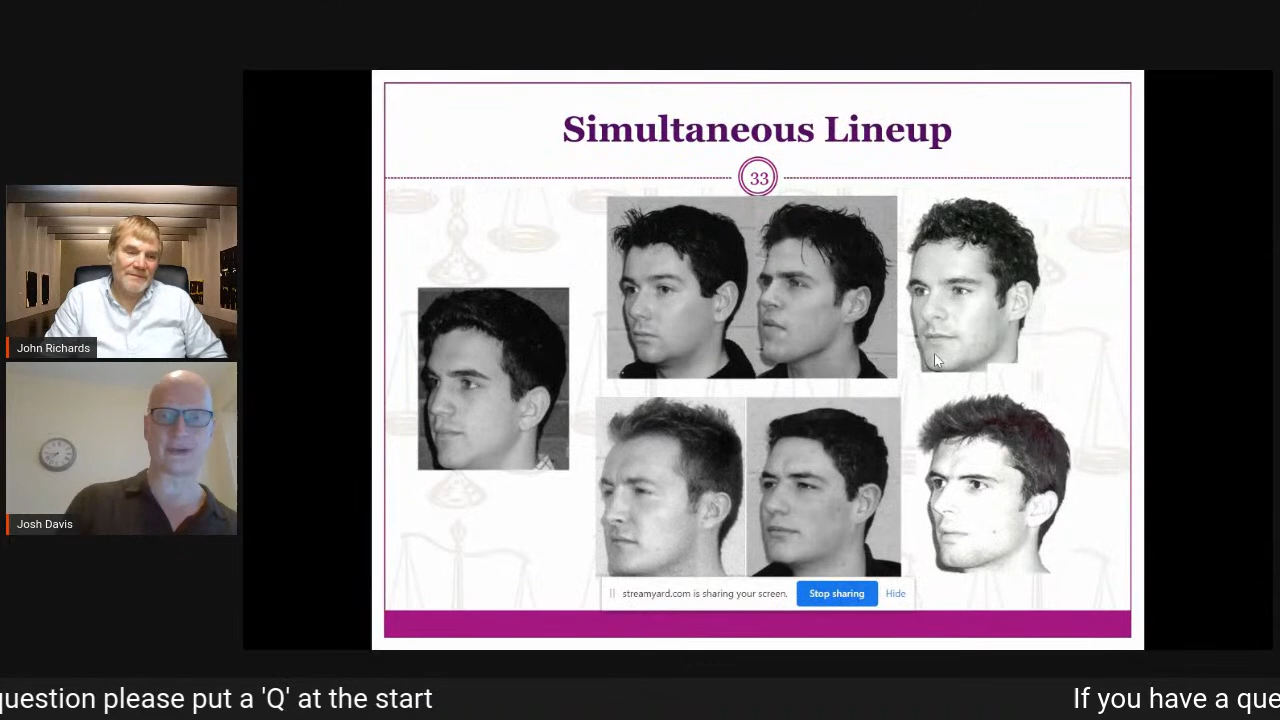 Simultaneous Lineup
33
John Richards
Josh Davis
streamyard.com is sharing your screen.
Stop sharing
Hide
question please put a 'Q' at the start
If you have a que